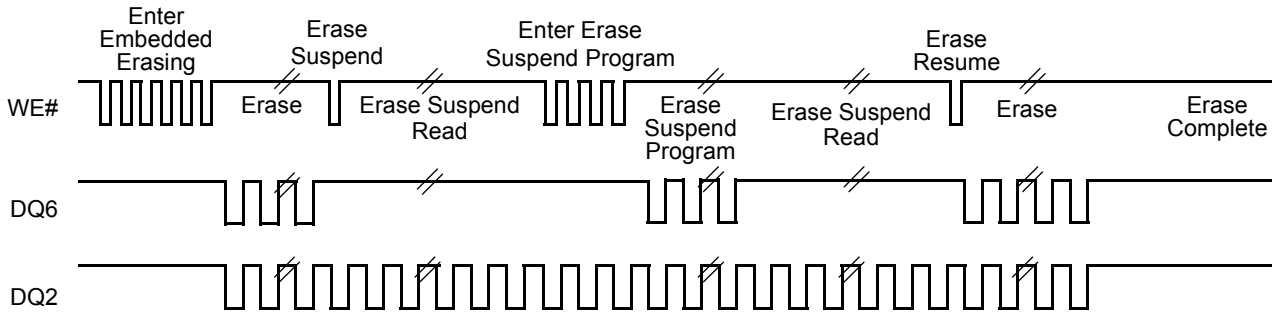 Enter
Embedded
Erasing
Erase
Suspend
Enter Erase
Suspend Program
Erase
Resume
WE#
Erase
Erase Suspend
Read
Erase
Suspend
Program
Erase Suspend
Read
Erase
Erase
Complete
DQ6
DQ2